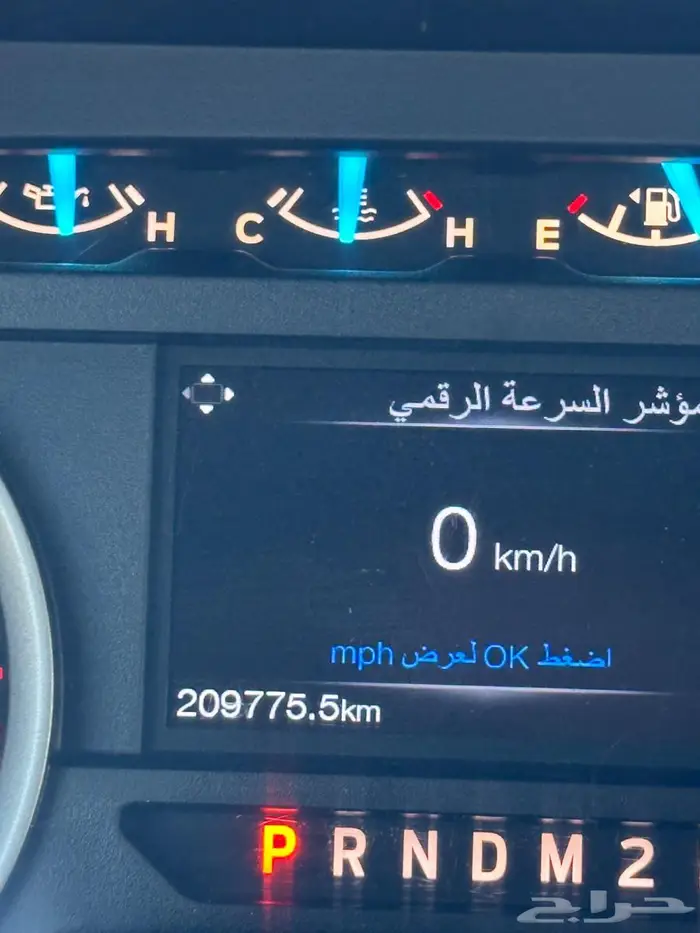 H C H E
مؤشر السرعة الرقمي
0 km/h
اضغط OK لعرض mph
209775.5km
P R N D M 2
حراج